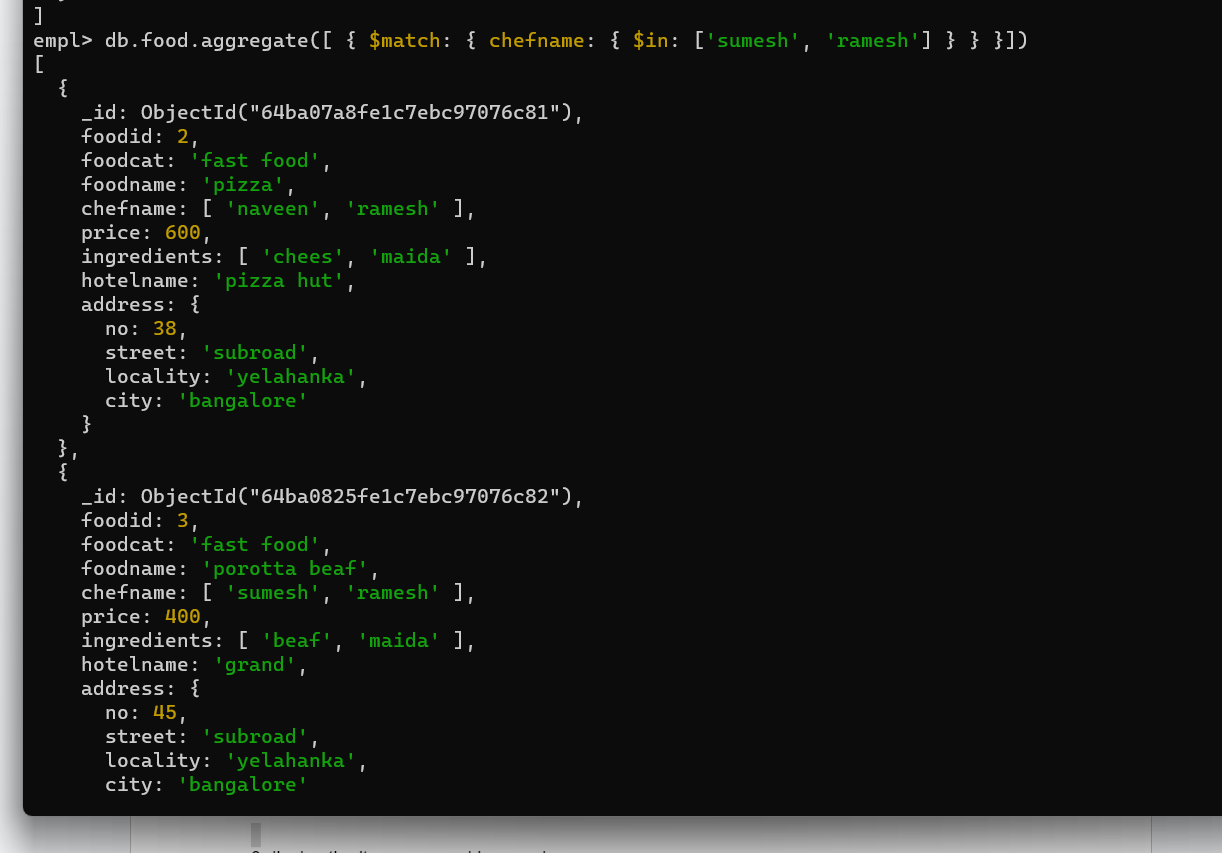 ]
empl> db.food.aggregate([ { $match: { chefname: { $in: ['sumesh', 'ramesh'] } } }])
[
  {
    _id: ObjectId("64ba07a8fe1c7ebc97076c81"),
    foodid: 2,
    foodcat: 'fast food',
    foodname: 'pizza',
    chefname: [ 'naveen', 'ramesh' ],
    price: 600,
    ingredients: [ 'chees', 'maida' ],
    hotelname: 'pizza hut',
    address: {
      no: 38,
      street: 'subroad',
      locality: 'yelahanka',
      city: 'bangalore'
    }
  },
  {
    _id: ObjectId("64ba0825fe1c7ebc97076c82"),
    foodid: 3,
    foodcat: 'fast food',
    foodname: 'porotta beaf',
    chefname: [ 'sumesh', 'ramesh' ],
    price: 400,
    ingredients: [ 'beaf', 'maida' ],
    hotelname: 'grand',
    address: {
      no: 45,
      street: 'subroad',
      locality: 'yelahanka',
      city: 'bangalore'